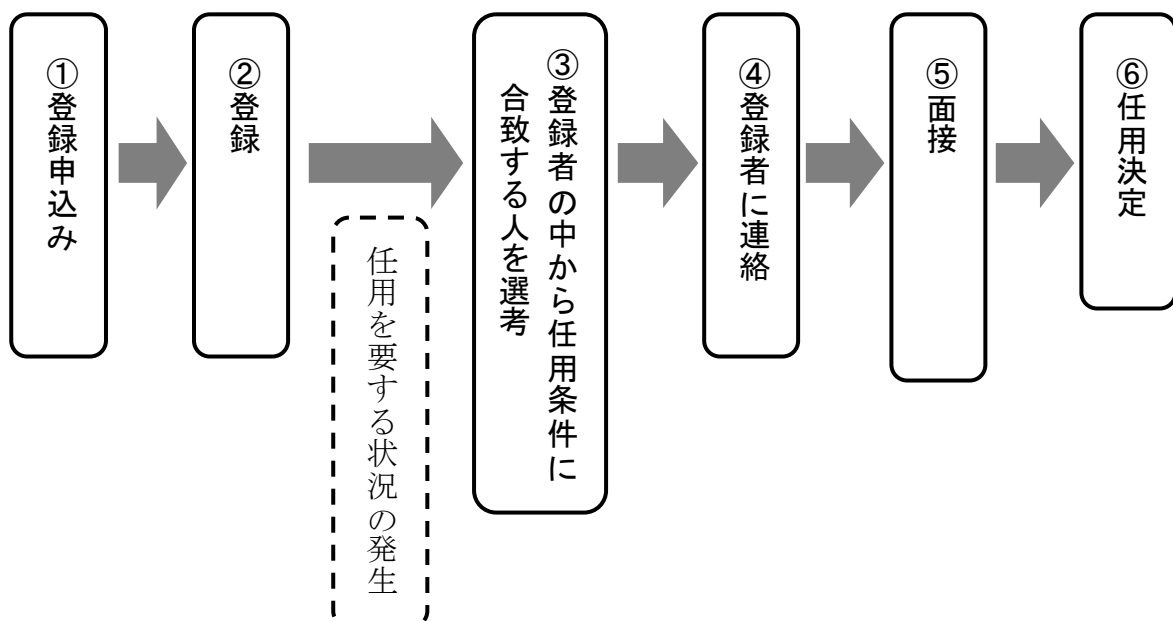 ①登録申込み
②登録
任用を要する状況の発生
③登録者の中から任用条件に
合致する人を選考
④登録者に連絡
⑤面接
⑥任用決定